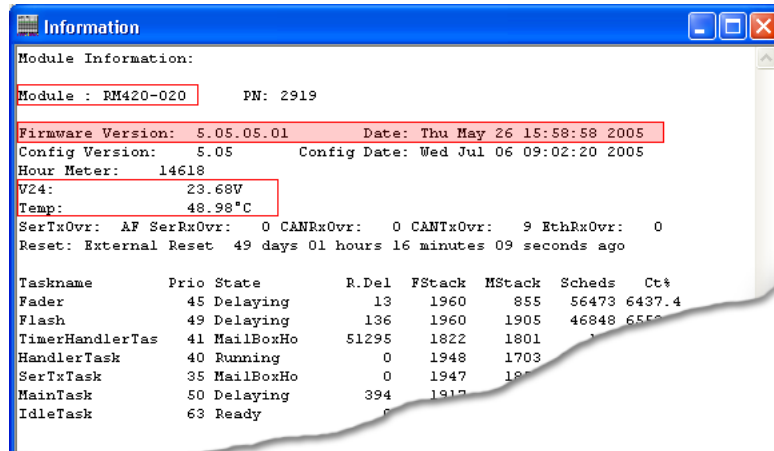 Information
Module Information:
Module : RM420-020 PN: 2919
Firmware Version: 5.05.05.01 Date: Thu May 26 15:58:58 2005
Config Version: 5.05 Config Date: Wed Jul 06 09:02:20 2005
Hour Meter: 14618
V24: 23.68V
Temp: 48.98°C
SerTxOvr: AF SerRxOvr: 0 CANRxOvr: 0 CANTxOvr: 9 EthRxOvr: 0
Reset: External Reset 49 days 01 hours 16 minutes 09 seconds ago
Taskname Prio State R.Del FStack MStack Scheds Ct%
Fader 45 Delaying 13 1960 855 56473 6437.4
Flash 49 Delaying 136 1960 1905 46848
TimerHandlerTas 41 MailBoxHo 51295 1822 1801
HandlerTask 40 Running 0 1948 1703
SerTxTask 35 MailBoxHo 0 1947
MainTask 50 Delaying 394
IdleTask 63 Ready